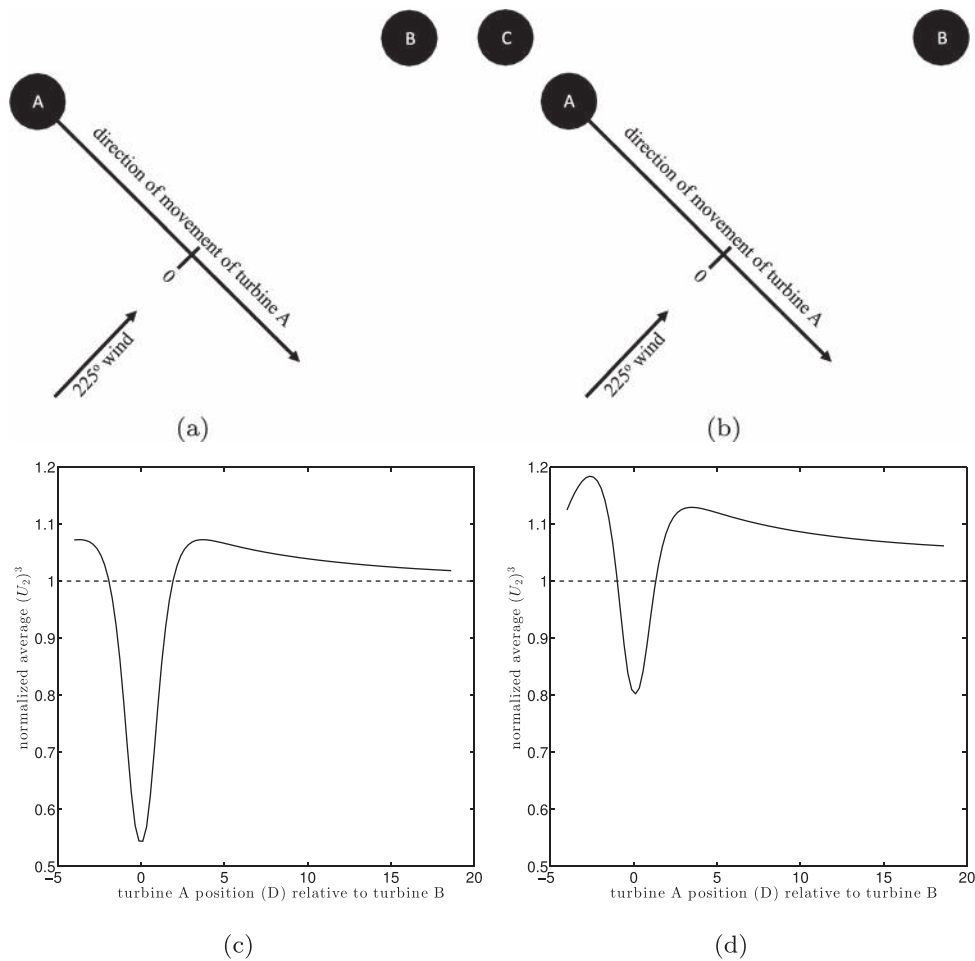 B
C
B
A
A
direction of movement of turbine A
direction of movement of turbine A
0
0
225º wind
225º wind
(a)
(b)
1.2
1.1
1
0.9
0.8
0.7
0.6
0.5
normalized average (U₂)³
−5
0
5
10
15
20
turbine A position (D) relative to turbine B
1.2
1.1
1
0.9
0.8
0.7
0.6
0.5
normalized average (U₂)³
−5
0
5
10
15
20
turbine A position (D) relative to turbine B
(c)
(d)